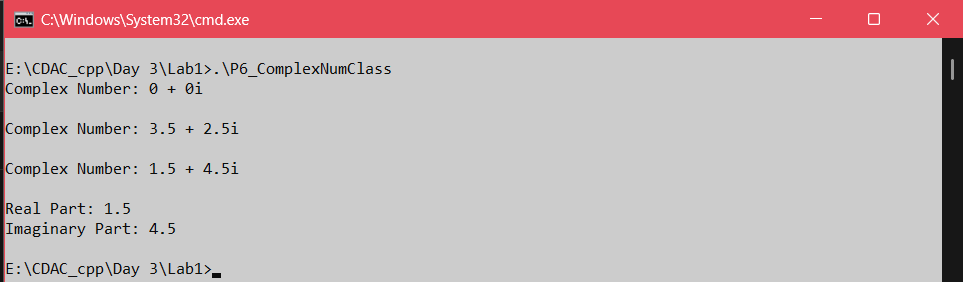 C:\Windows\System32\cmd.exe
E:\CDAC_cpp\Day 3\Lab1>.\P6_ComplexNumClass
Complex Number: 0 + 0i
Complex Number: 3.5 + 2.5i
Complex Number: 1.5 + 4.5i
Real Part: 1.5
Imaginary Part: 4.5
E:\CDAC_cpp\Day 3\Lab1>